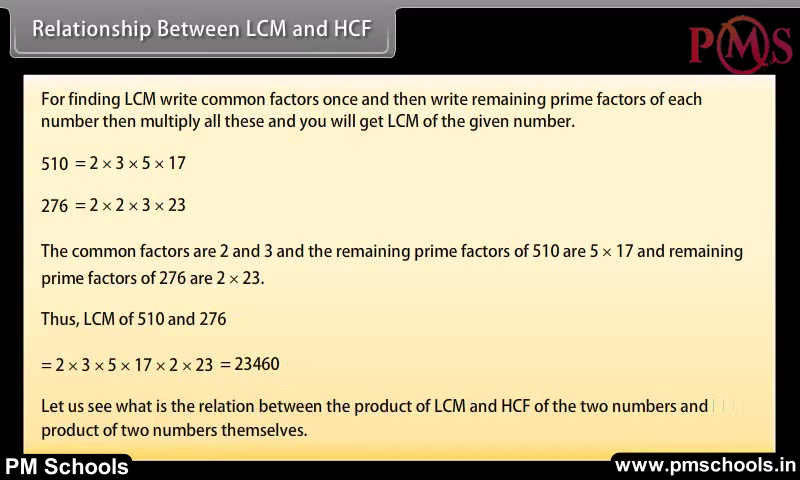 Relationship Between LCM and HCF
PMS
For finding LCM write common factors once and then write remaining prime factors of each
number then multiply all these and you will get LCM of the given number.
510 = 2 × 3 × 5 × 17
276 = 2 × 2 × 3 × 23
The common factors are 2 and 3 and the remaining prime factors of 510 are 5 × 17 and remaining
prime factors of 276 are 2 × 23.
Thus, LCM of 510 and 276
= 2 × 3 × 5 × 17 × 2 × 23 = 23460
Let us see what is the relation between the product of LCM and HCF of the two numbers and
product of two numbers themselves.
PM Schools
www.pmschools.in